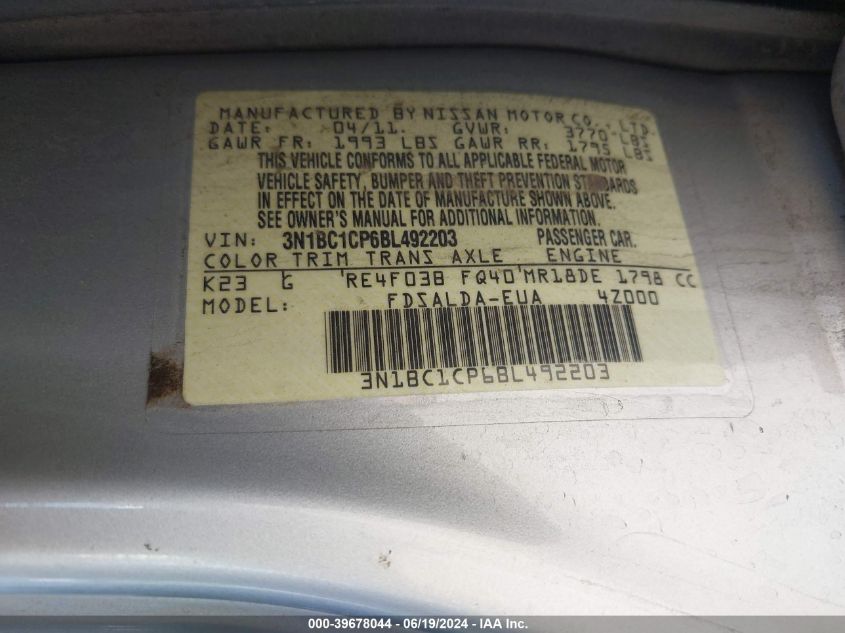 MANUFACTURED BY NISSAN MOTOR CO., LTD.
DATE: 04/11. GVWR: 3770 LBS
GAWR FR: 1993 LBS GAWR RR: 1795 LBS
THIS VEHICLE CONFORMS TO ALL APPLICABLE FEDERAL MOTOR
VEHICLE SAFETY, BUMPER AND THEFT PREVENTION STANDARDS
IN EFFECT ON THE DATE OF MANUFACTURE SHOWN ABOVE.
SEE OWNER'S MANUAL FOR ADDITIONAL INFORMATION.
VIN: 3N1BC1CP6BL492203 PASSENGER CAR.
COLOR TRIM TRANS AXLE ENGINE
K23 G RE4F03B FQ40 MR18DE 1798 CC
MODEL: FDSALDA-EUA 4Z000
3N1BC1CP6BL492203
000-39678044 - 06/19/2024 - IAA Inc.